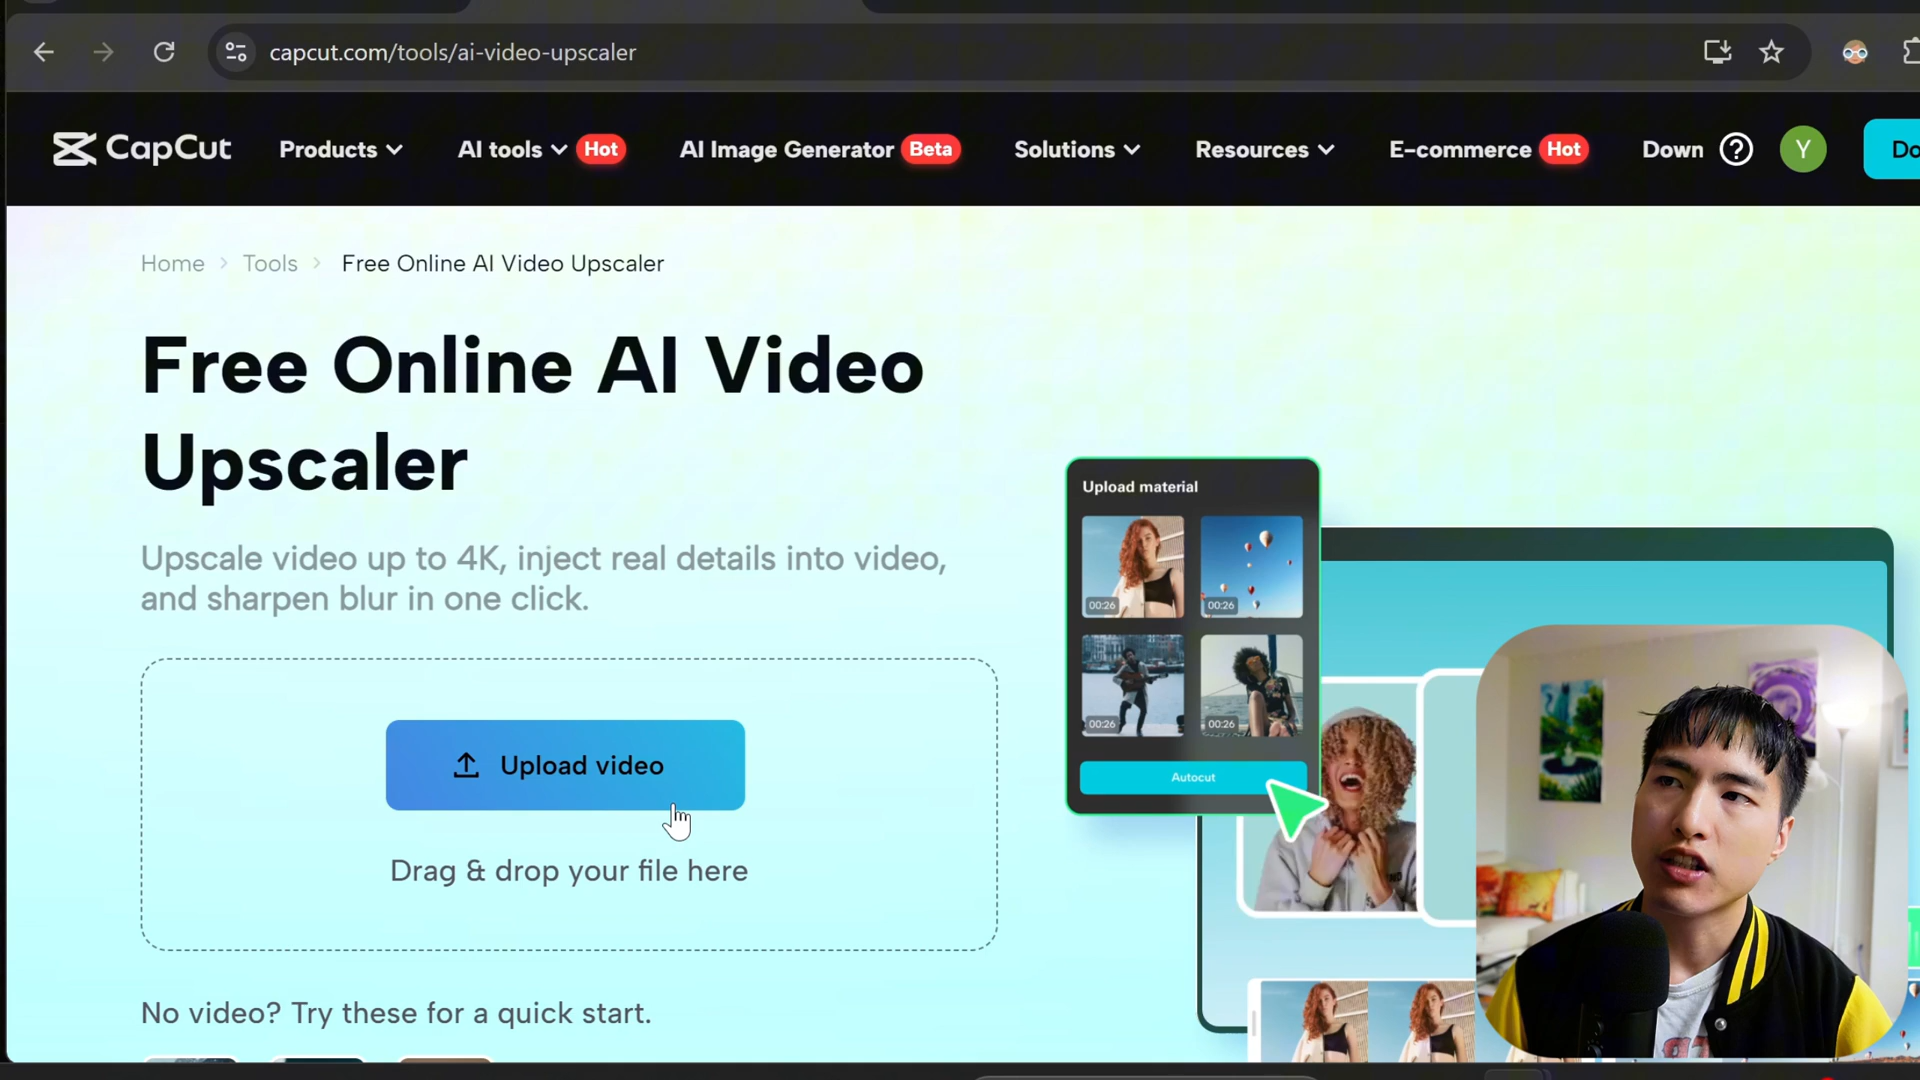 capcut.com/tools/ai-video-upscaler
CapCut Products AI tools Hot AI Image Generator Beta Solutions Resources E-commerce Hot Down ? Y Do
Home > Tools > Free Online AI Video Upscaler
Free Online AI Video
Upscaler
Upscale video up to 4K, inject real details into video,
and sharpen blur in one click.
Upload video
Drag & drop your file here
No video? Try these for a quick start.
Upload material
00:26 00:26
00:26 00:26
Autocut